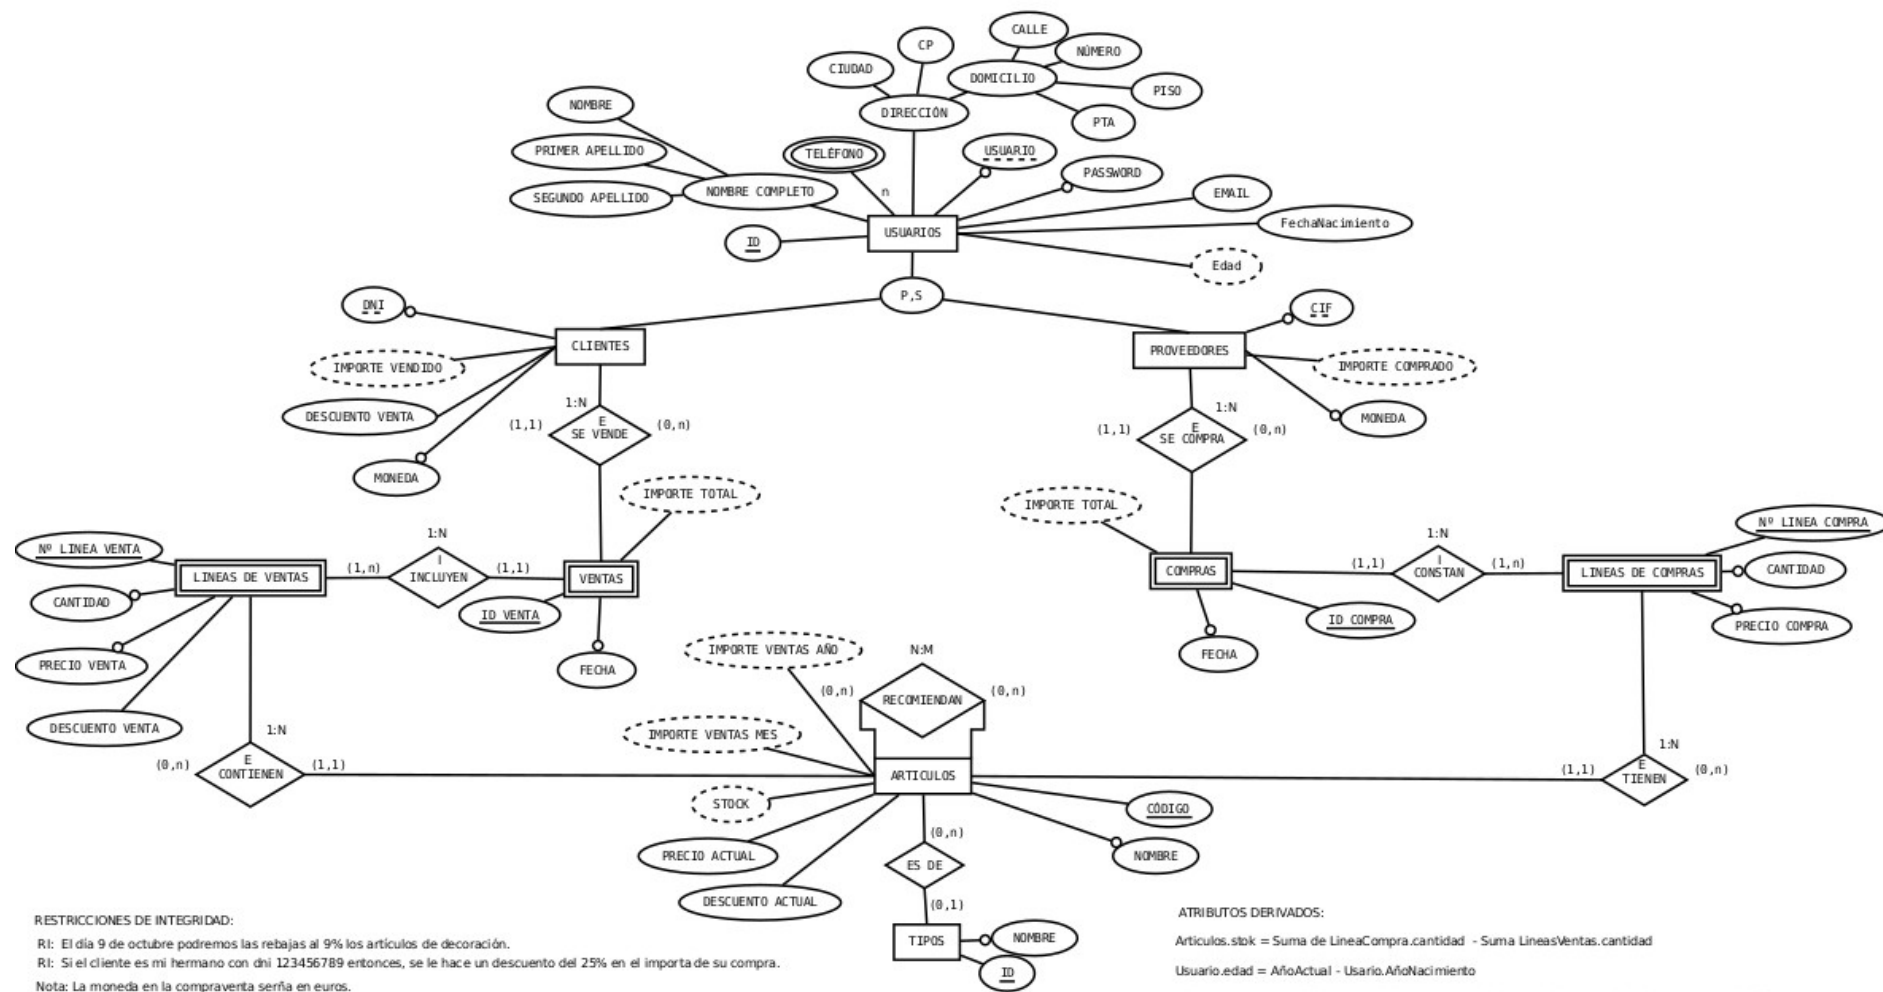 CALLE
CP
NÚMERO
CIUDAD
DOMICILIO
PISO
NOMBRE
DIRECCIÓN
PTA
PRIMER APELLIDO
TELÉFONO
USUARIO
PASSWORD
SEGUNDO APELLIDO
NOMBRE COMPLETO
n
EMAIL
FechaNacimiento
USUARIOS
ID
Edad
P,S
DNI
CIF
CLIENTES
PROVEEDORES
IMPORTE VENDIDO
IMPORTE COMPRADO
DESCUENTO VENTA
MONEDA
1:N
1:N
(1,1)
E
SE VENDE
(0,n)
(1,1)
E
SE COMPRA
(0,n)
MONEDA
IMPORTE TOTAL
IMPORTE TOTAL
Nº LINEA VENTA
1:N
1:N
Nº LINEA COMPRA
LINEAS DE VENTAS
(1,n)
I
INCLUYEN
(1,1)
VENTAS
COMPRAS
(1,1)
I
CONSTAN
(1,n)
LINEAS DE COMPRAS
CANTIDAD
CANTIDAD
ID VENTA
ID COMPRA
PRECIO COMPRA
PRECIO VENTA
FECHA
FECHA
IMPORTE VENTAS AÑO
N:M
(0,n)
RECOMIENDAN
(0,n)
DESCUENTO VENTA
IMPORTE VENTAS MES
1:N
1:N
(0,n)
E
CONTIENEN
(1,1)
ARTICULOS
(1,1)
E
TIENEN
(0,n)
STOCK
CÓDIGO
(0,n)
PRECIO ACTUAL
ES DE
NOMBRE
DESCUENTO ACTUAL
(0,1)
TIPOS
NOMBRE
ID
RESTRICCIONES DE INTEGRIDAD:
RI: El día 9 de octubre podremos las rebajas al 9% los artículos de decoración.
RI: Si el cliente es mi hermano con dni 123456789 entonces, se le hace un descuento del 25% en el importa de su compra.
Nota: La moneda en la compraventa serña en euros.
ATRIBUTOS DERIVADOS:
Articulos.stok = Suma de LineaCompra.cantidad - Suma LineasVentas.cantidad
Usuario.edad = AñoActual - Usario.AñoNacimiento